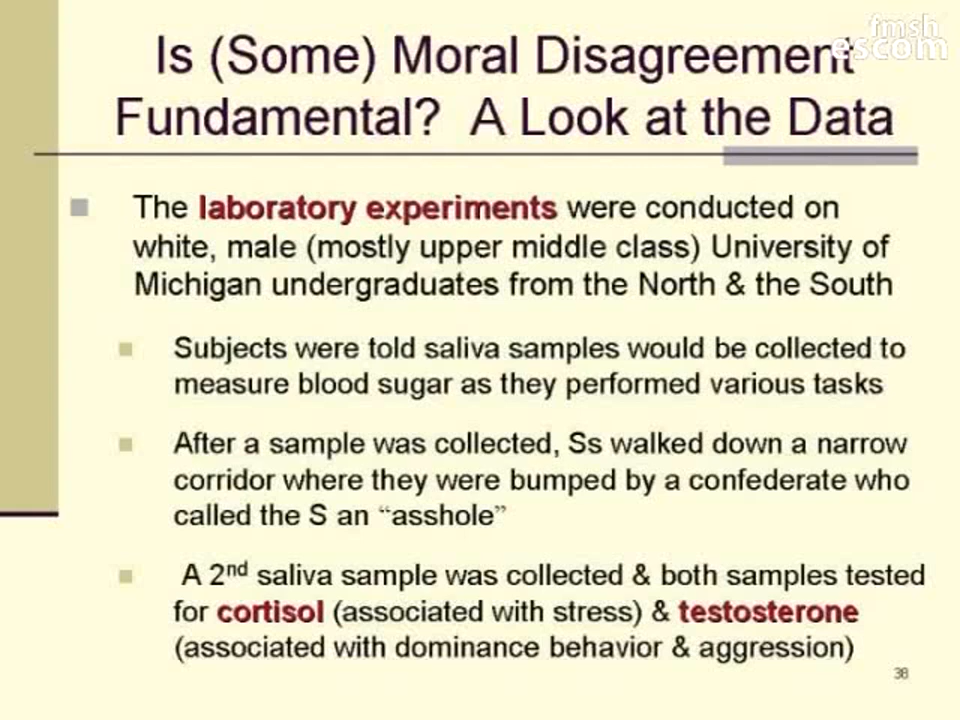 fmsh
escom
Is (Some) Moral Disagreement
Fundamental? A Look at the Data
The laboratory experiments were conducted on
white, male (mostly upper middle class) University of
Michigan undergraduates from the North & the South
Subjects were told saliva samples would be collected to
measure blood sugar as they performed various tasks
After a sample was collected, Ss walked down a narrow
corridor where they were bumped by a confederate who
called the S an “asshole”
A 2nd saliva sample was collected & both samples tested
for cortisol (associated with stress) & testosterone
(associated with dominance behavior & aggression)
38